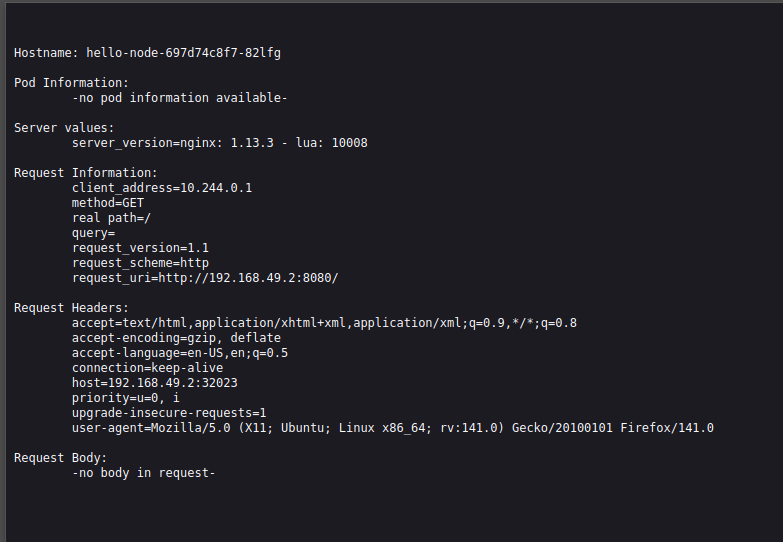 Hostname: hello-node-697d74c8f7-82lfg
Pod Information:
-no pod information available-
Server values:
server_version=nginx: 1.13.3 - lua: 10008
Request Information:
client_address=10.244.0.1
method=GET
real path=/
query=
request_version=1.1
request_scheme=http
request_uri=http://192.168.49.2:8080/
Request Headers:
accept=text/html,application/xhtml+xml,application/xml;q=0.9,*/*;q=0.8
accept-encoding=gzip, deflate
accept-language=en-US,en;q=0.5
connection=keep-alive
host=192.168.49.2:32023
priority=u=0, i
upgrade-insecure-requests=1
user-agent=Mozilla/5.0 (X11; Ubuntu; Linux x86_64; rv:141.0) Gecko/20100101 Firefox/141.0
Request Body:
-no body in request-